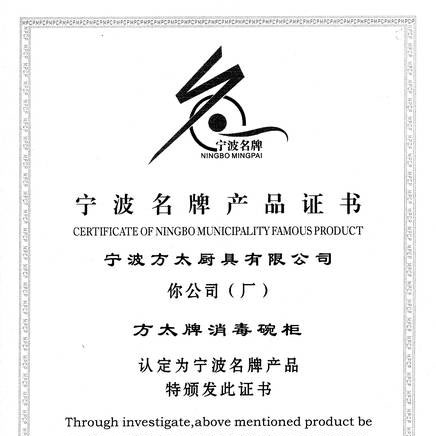 宁波名牌
NINGBO MINGPAI
宁波名牌产品证书
CERTIFICATE OF NINGBO MUNICIPALITY FAMOUS PRODUCT
宁波方太厨具有限公司
你公司（厂）
方太牌消毒碗柜
认定为宁波名牌产品
特颁发此证书
Through investigate,above mentioned product be